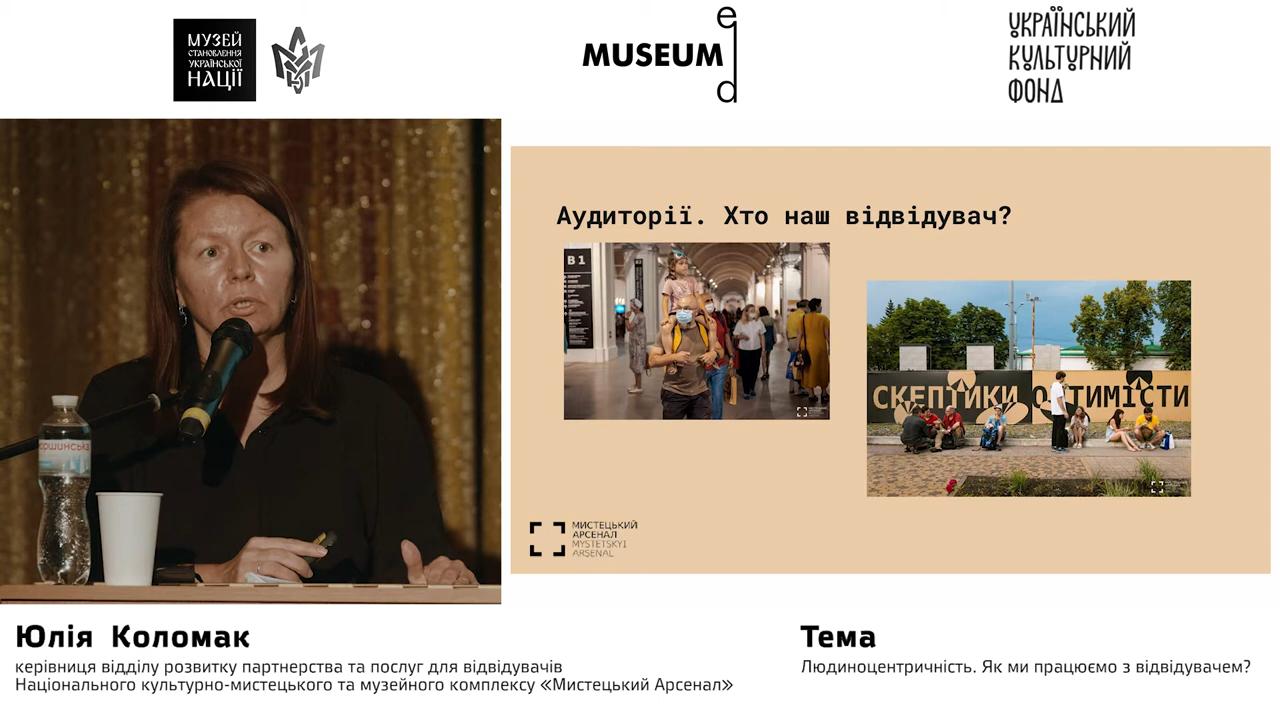 МУЗЕЙ
СТАНОВЛЕННЯ
УКРАЇНСЬКОЇ
НАЦІЇ
MUSEUM
ed
УКРАЇНСЬКИЙ
КУЛЬТУРНИЙ
ФОНД
Аудиторії. Хто наш відвідувач?
B1
СКЕПТИКИ ОПТИМІСТИ
МИСТЕЦЬКИЙ
АРСЕНАЛ
MYSTETSKYI
ARSENAL
Юлія Коломак
керівниця відділу розвитку партнерства та послуг для відвідувачів
Національного культурно-мистецького та музейного комплексу «Мистецький Арсенал»
Тема
Людиноцентричність. Як ми працюємо з відвідувачем?